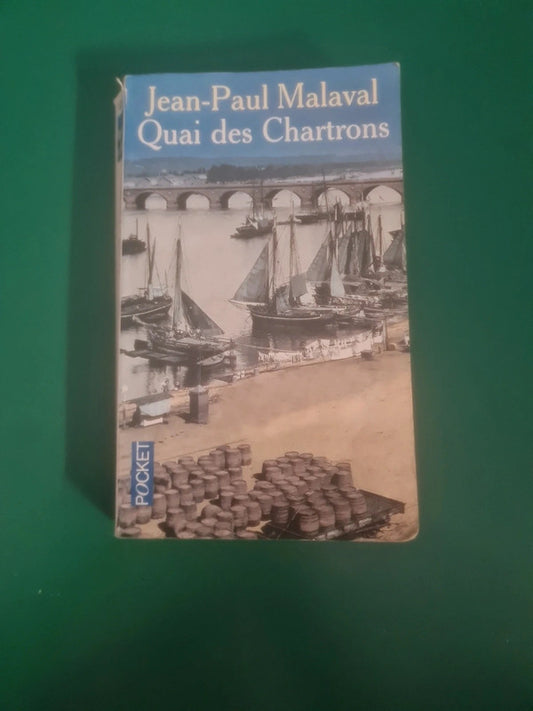 Jean-Paul Malaval
Quai des Chartrons
POCKET